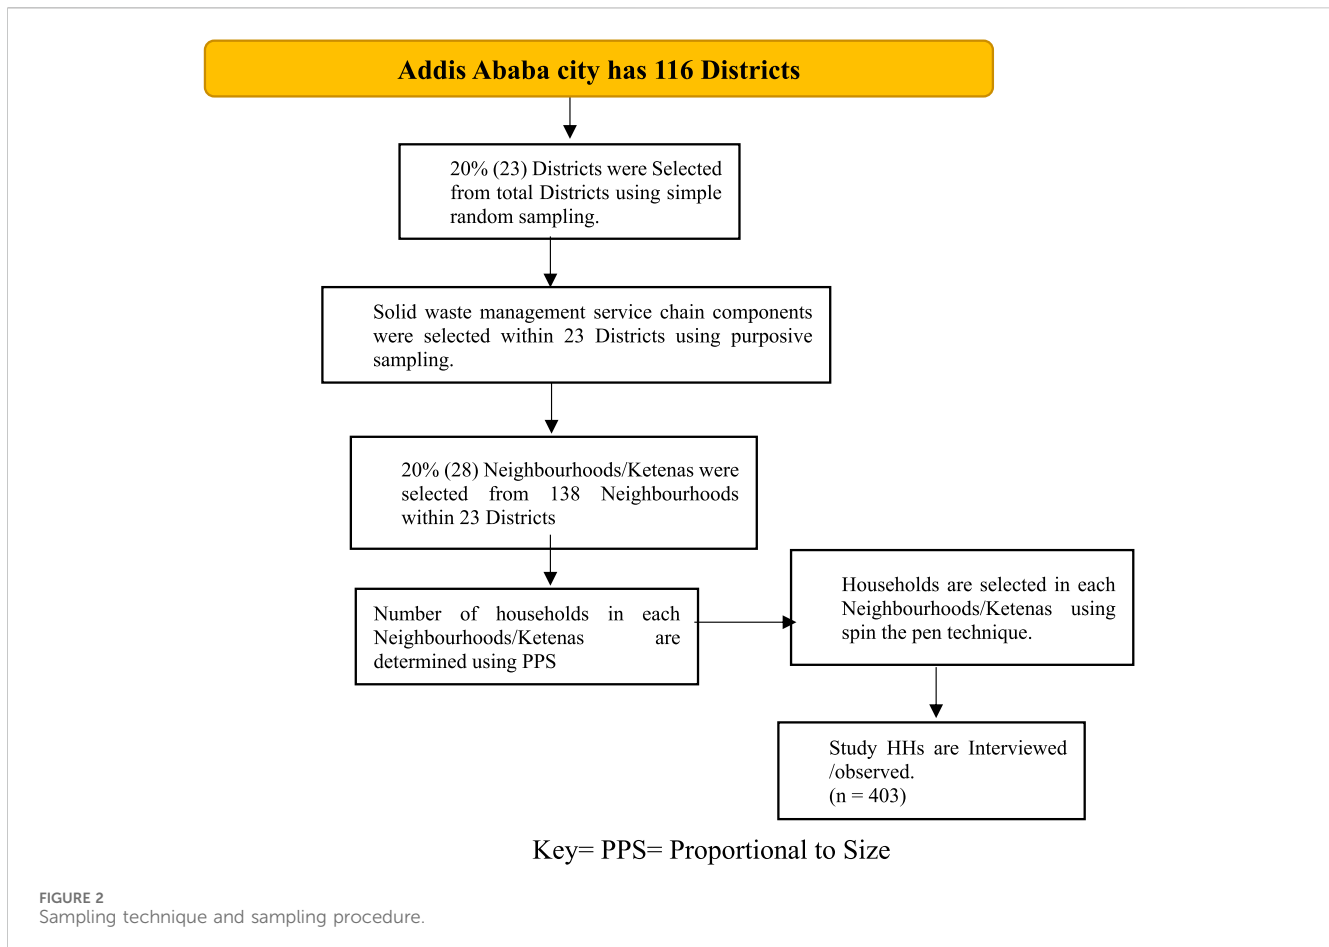 Addis Ababa city has 116 Districts
20% (23) Districts were Selected
from total Districts using simple
random sampling.
Solid waste management service chain components
were selected within 23 Districts using purposive
sampling.
20% (28) Neighbourhoods/Ketenas were
selected from 138 Neighbourhoods
within 23 Districts
Number of households in each
Neighbourhoods/Ketenas are
determined using PPS
Households are selected in each
Neighbourhoods/Ketenas using
spin the pen technique.
Study HHs are Interviewed
/observed.
(n = 403)
Key= PPS= Proportional to Size
FIGURE 2
Sampling technique and sampling procedure.